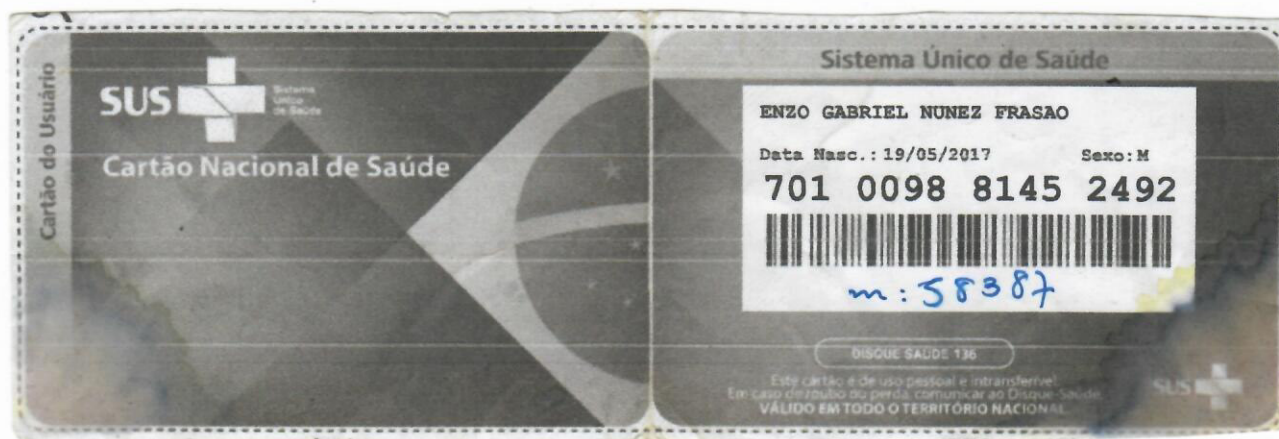 Cartão do Usuário
SUS
Sistema
Único
de Saúde
Cartão Nacional de Saúde
Sistema Único de Saúde
ENZO GABRIEL NUNEZ FRASAO
Data Nasc.: 19/05/2017 Sexo: M
701 0098 8145 2492
m: 58387
DISQUE SAÚDE 136
Este cartão é de uso pessoal e intransferível.
Em caso de roubo ou perda, comunicar ao Disque-Saúde.
VÁLIDO EM TODO O TERRITÓRIO NACIONAL
SUS